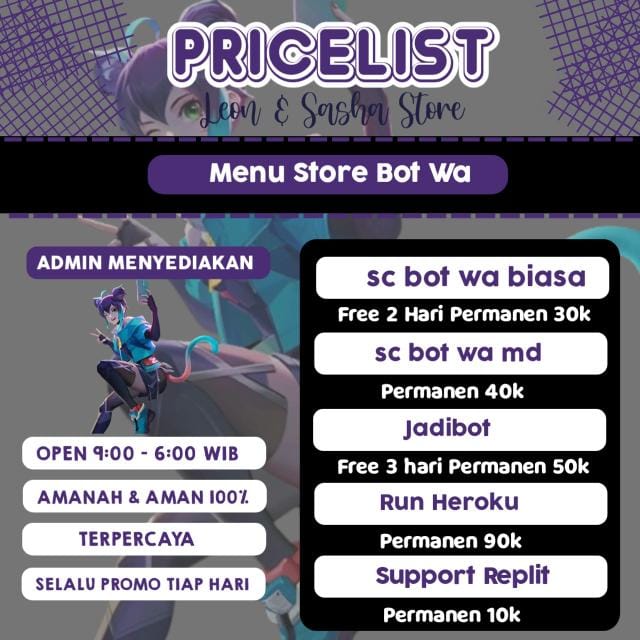 PRICELIST
Leon & Sasha Store
Menu Store Bot Wa
ADMIN MENYEDIAKAN
OPEN 9:00 - 6:00 WIB
AMANAH & AMAN 100%
TERPERCAYA
SELALU PROMO TIAP HARI
sc bot wa biasa
Free 2 Hari Permanen 30k
sc bot wa md
Permanen 40k
Jadibot
Free 3 hari Permanen 50k
Run Heroku
Permanen 90k
Support Replit
Permanen 10k